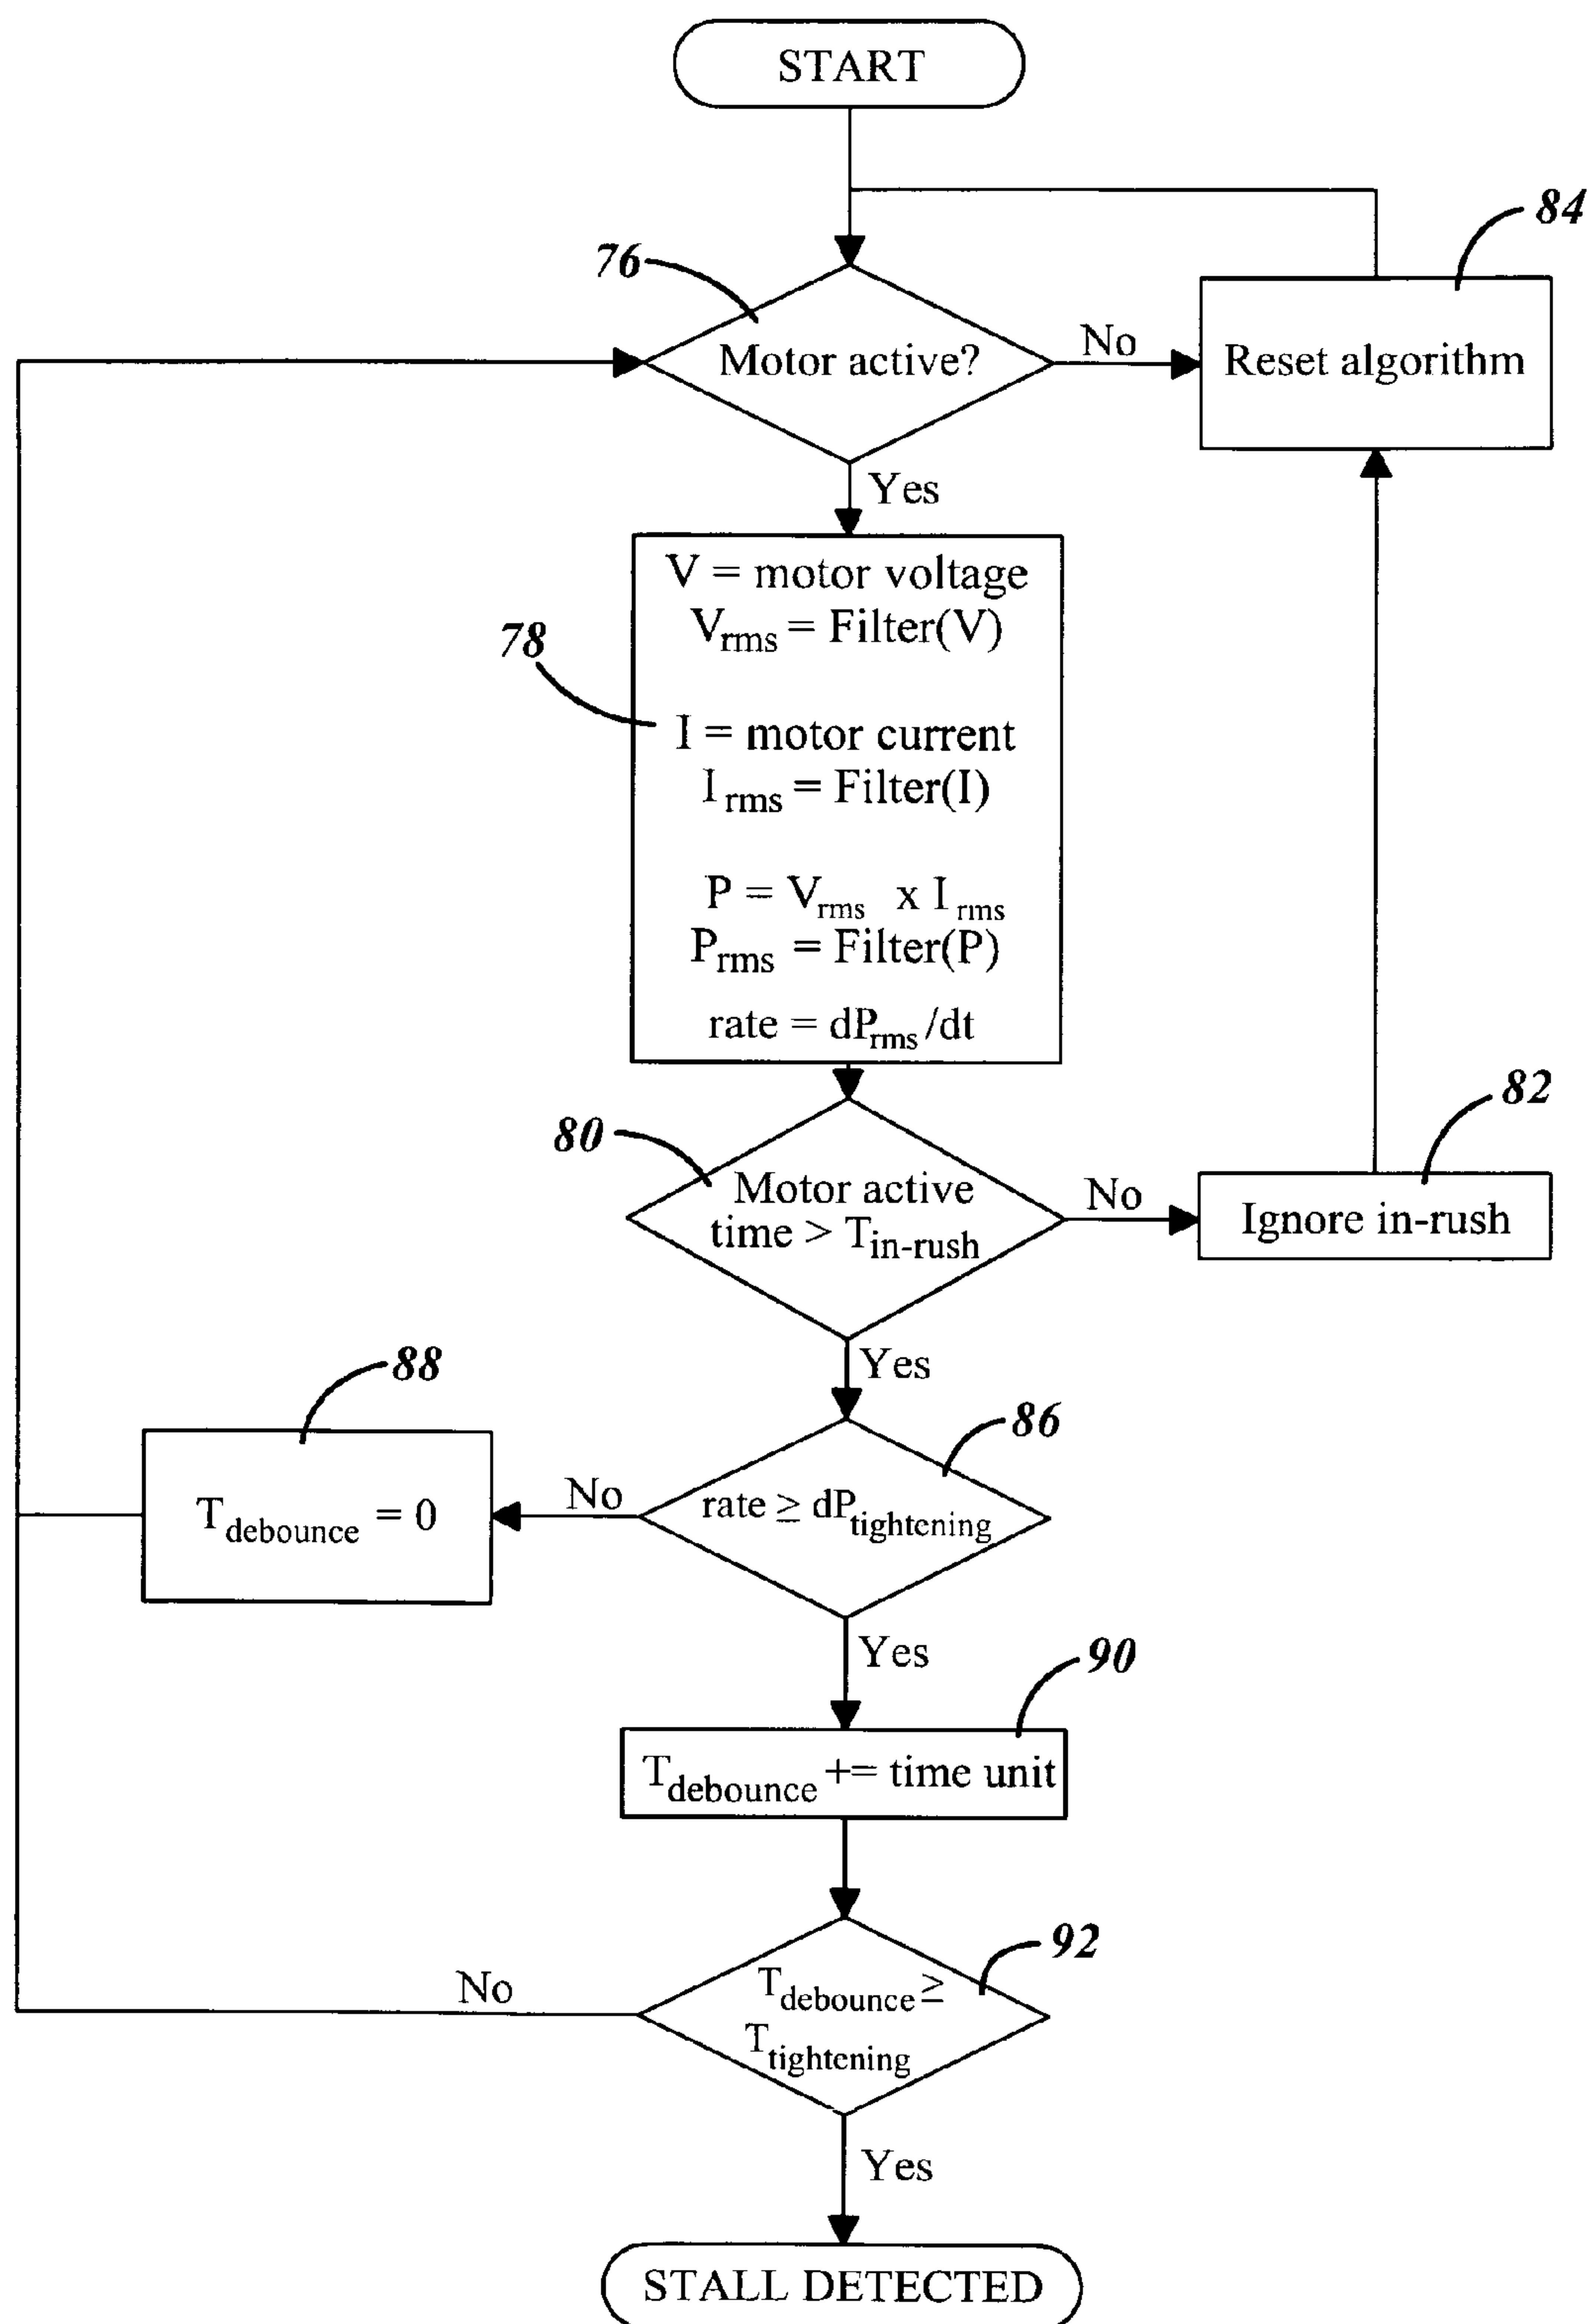 START
84
76
Motor active?
No
Reset algorithm
Yes
V = motor voltage
Vrms = Filter(V)
78
I = motor current
Irms = Filter(I)
P = Vrms x Irms
Prms = Filter(P)
rate = dPrms/dt
82
80
Motor active
time > Tin-rush
No
Ignore in-rush
Yes
88
86
Tdebounce = 0
No
rate ≥ dPtightening
Yes
90
Tdebounce += time unit
92
No
Tdebounce ≥
Ttightening
Yes
STALL DETECTED